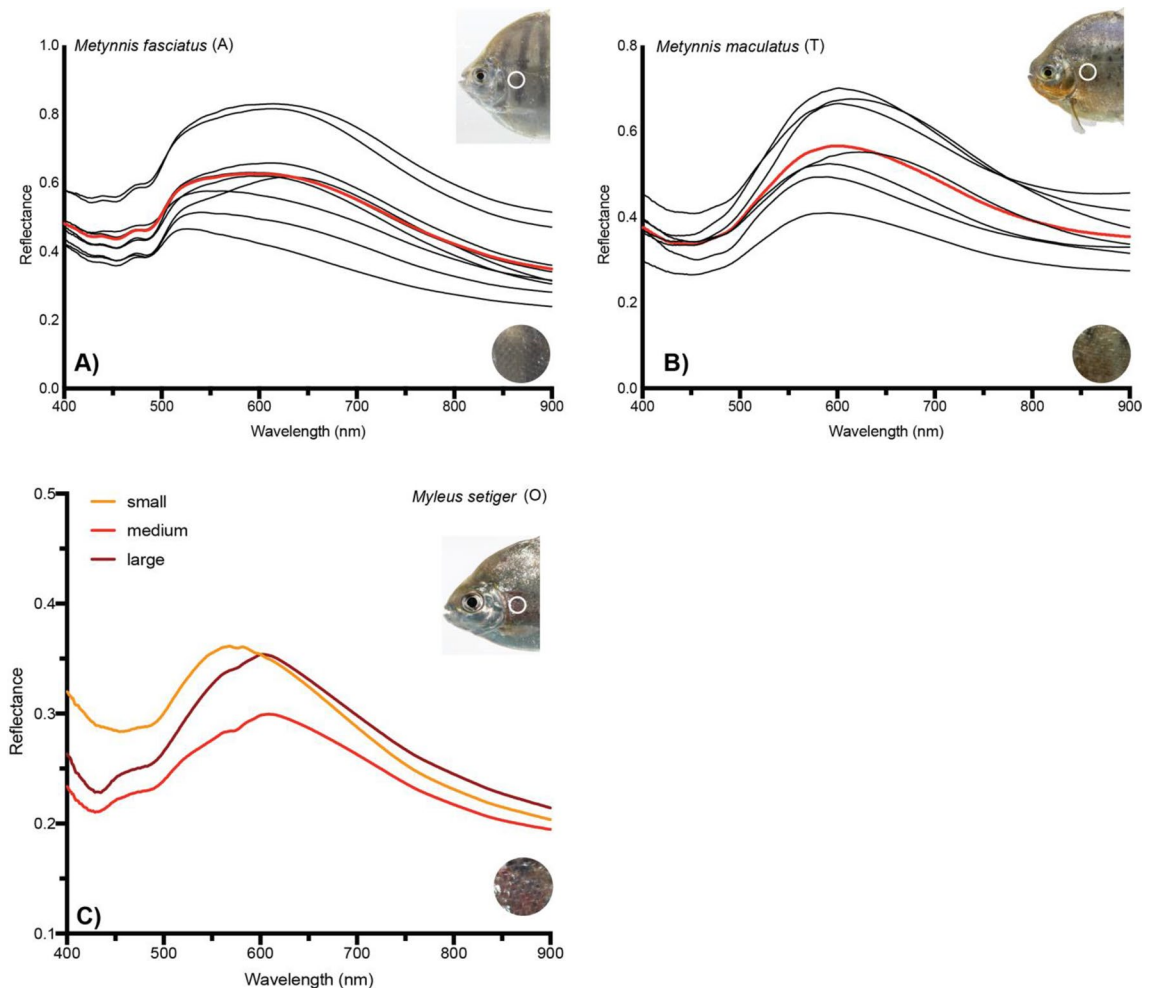 Metynnis fasciatus (A)
1.0
0.8
0.6
0.4
0.2
0.0
Reflectance
A)
400 500 600 700 800 900
Wavelength (nm)
Metynnis maculatus (T)
0.8
0.6
0.4
0.2
0.0
Reflectance
B)
400 500 600 700 800 900
Wavelength (nm)
Myleus setiger (O)
small
medium
large
0.5
0.4
0.3
0.2
0.1
Reflectance
C)
400 500 600 700 800 900
Wavelength (nm)